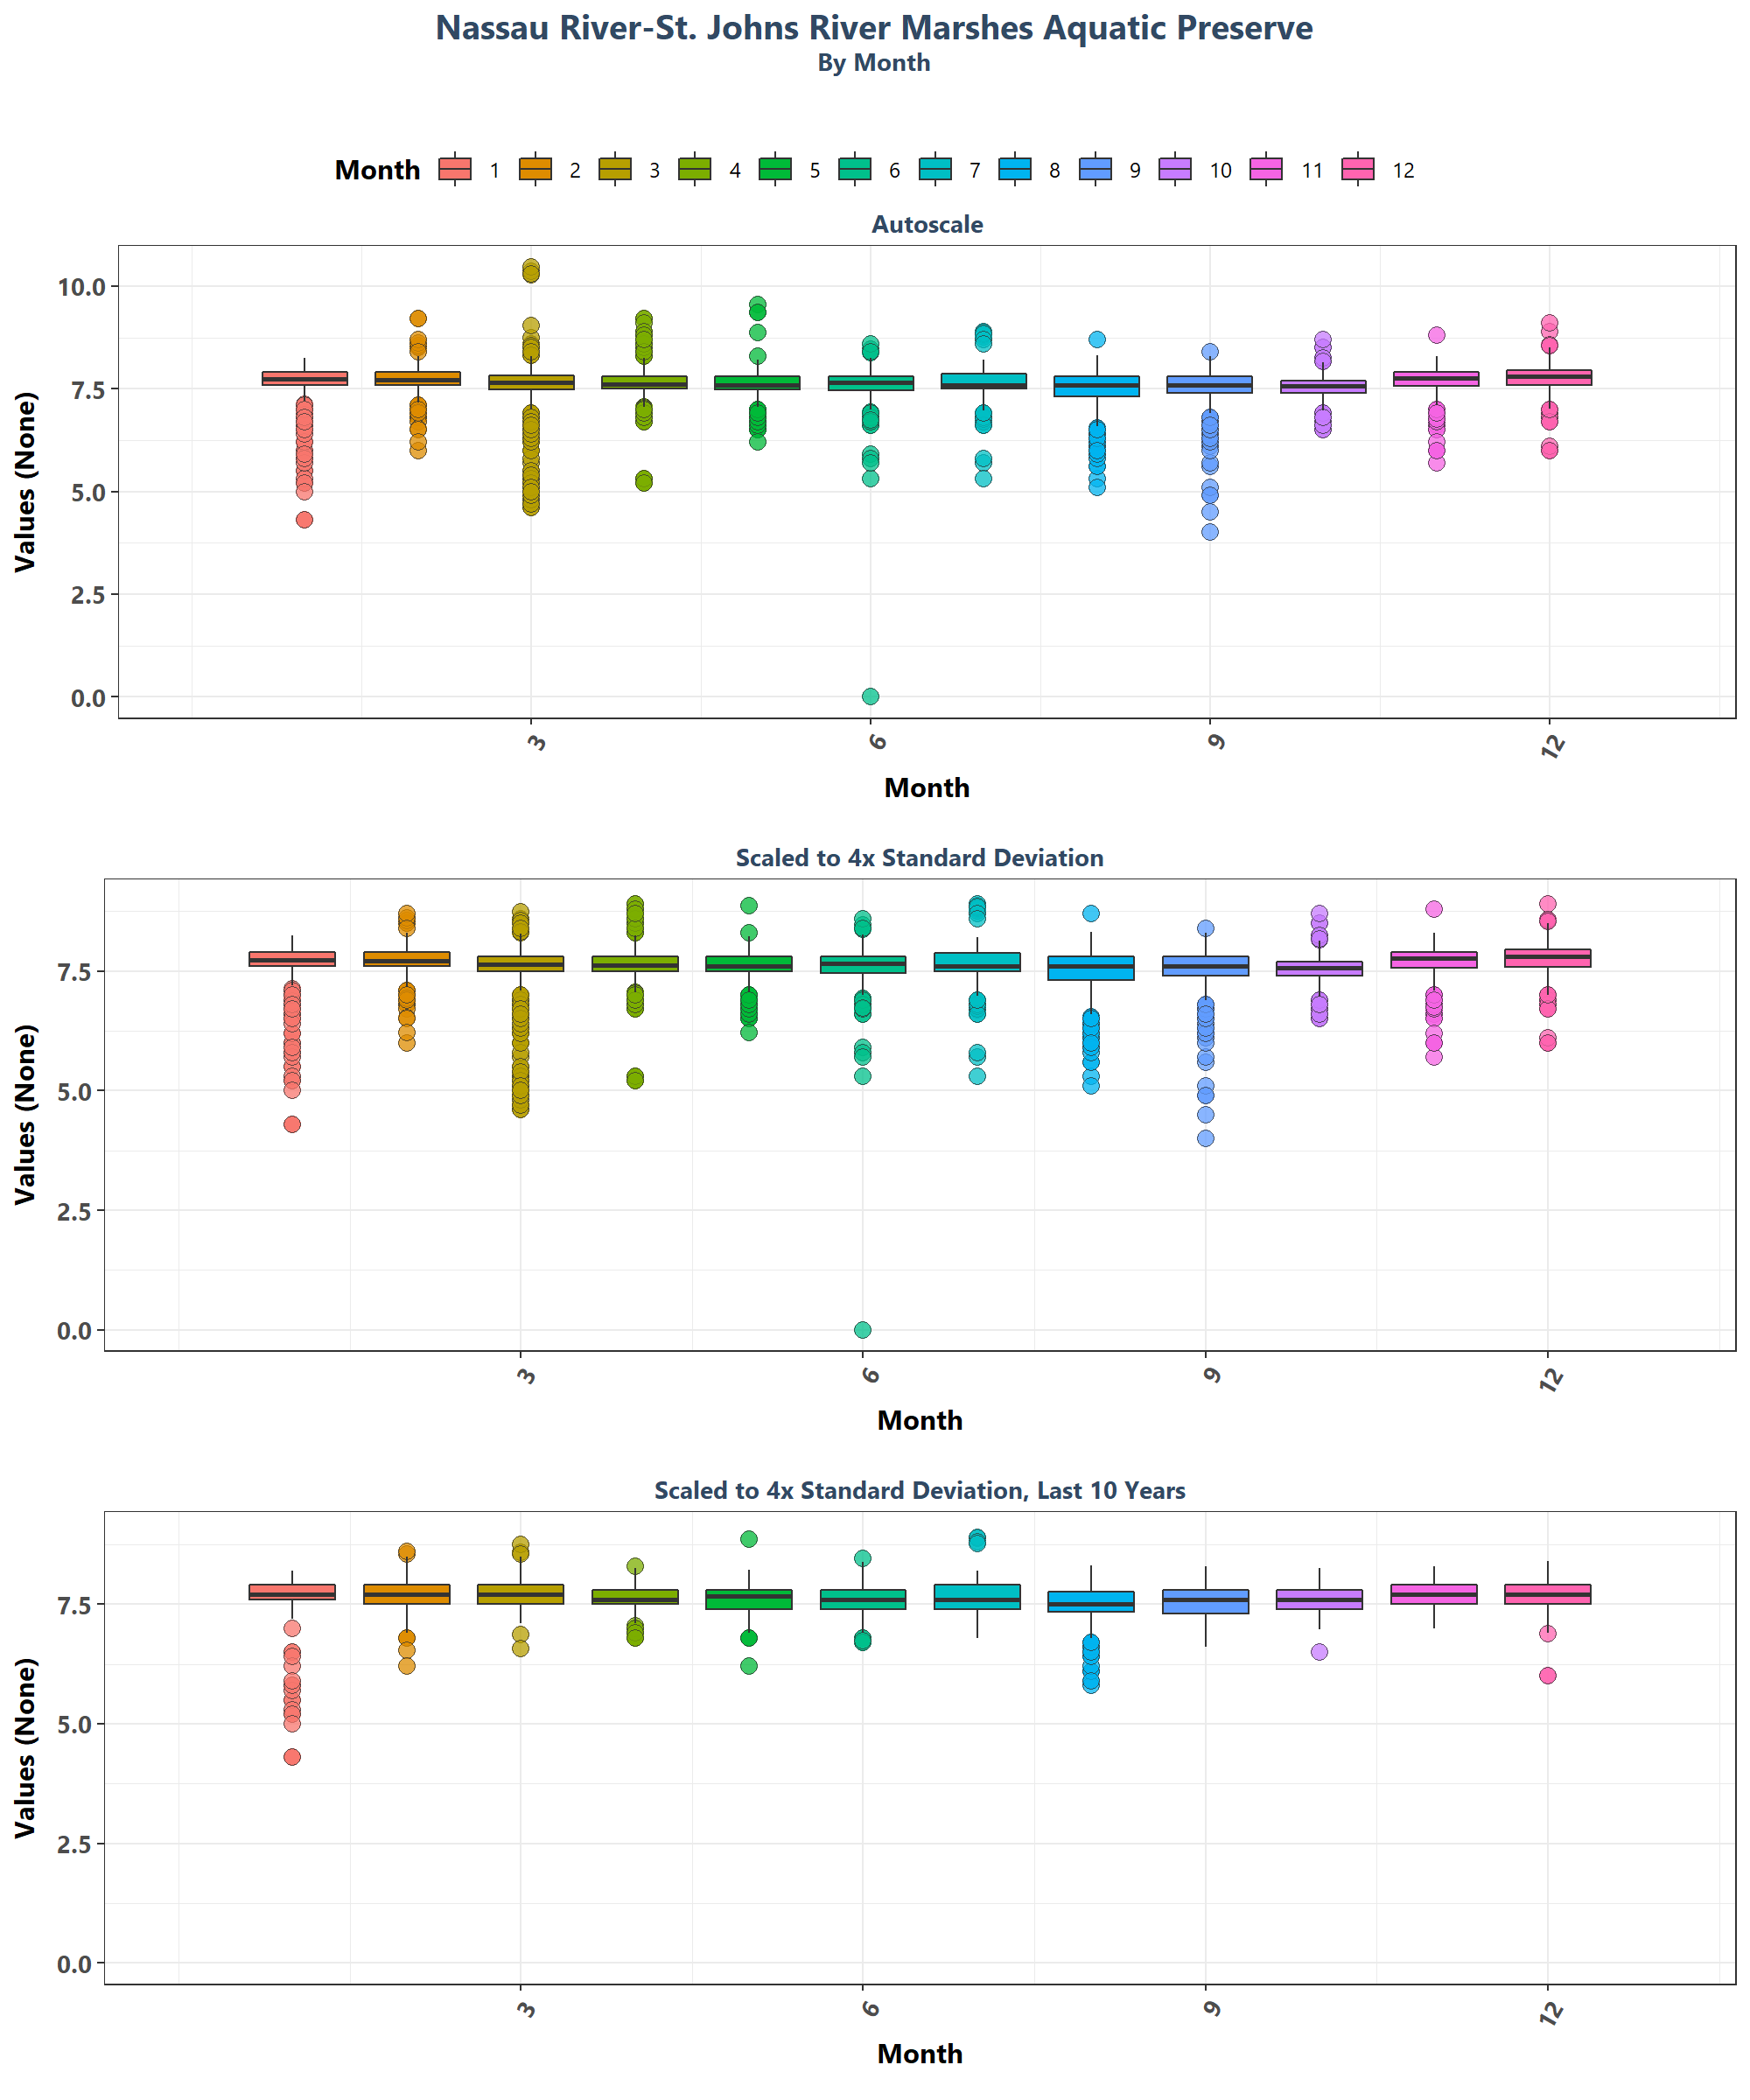 Nassau River-St. Johns River Marshes Aquatic Preserve
By Month
Month 1 2 3 4 5 6 7 8 9 10 11 12
Autoscale
Values (None)
10.0
7.5
5.0
2.5
0.0
3 6 9 12
Month
Scaled to 4x Standard Deviation
Values (None)
7.5
5.0
2.5
0.0
3 6 9 12
Month
Scaled to 4x Standard Deviation, Last 10 Years
Values (None)
7.5
5.0
2.5
0.0
3 6 9 12
Month